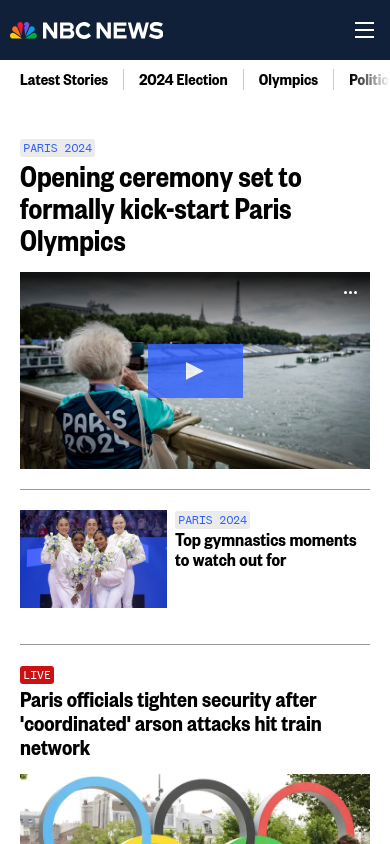 NBC NEWS
Latest Stories
2024 Election
Olympics
Politic
PARIS 2024
Opening ceremony set to
formally kick-start Paris
Olympics
PARIS
2024
PARIS 2024
Top gymnastics moments
to watch out for
LIVE
Paris officials tighten security after
'coordinated' arson attacks hit train
network